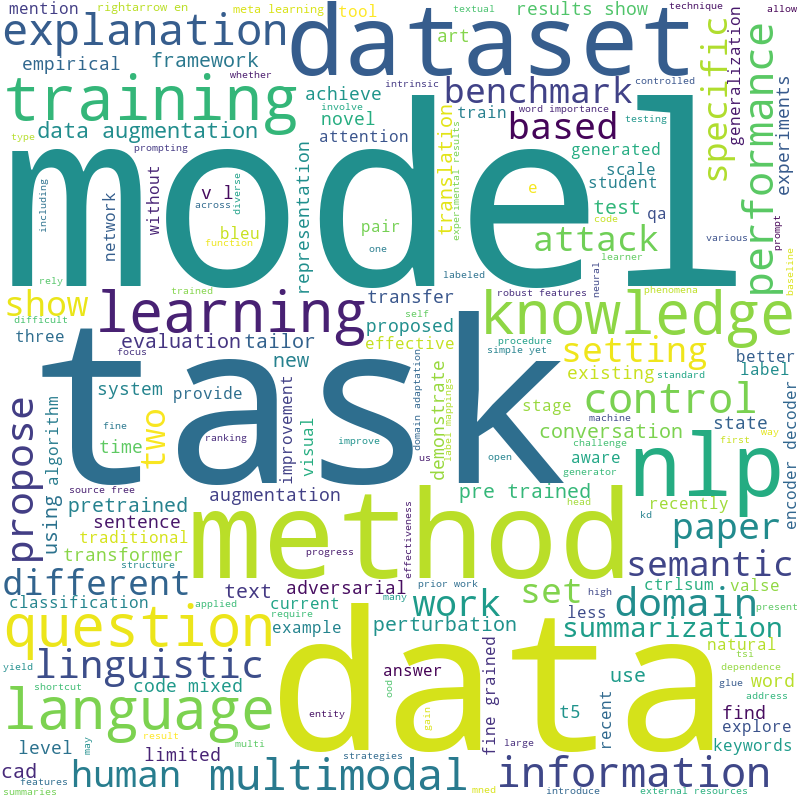 mention
rightarrow en
meta learning
tool
textual
results show
technique
allow
explanation
dataset
art
empirical
framework
whether
intrinsic
controlled
training
achieve
involve
novel
benchmark
word importance
train
testing
type
data augmentation
attention
based
specific
generalization
performance
experiments
model
prompting
including
network
without
v l
across
diverse
bleu
function
representation
pair
translation
experimental results
e
generated
scale
student
test
qa
code
attack
learner
various
prompt
baseline
rely
trained
one
labeled
robust features
neural
phenomena
show
learning
transfer
knowledge
difficult
self
three
evaluation
tailor
proposed
effective
procedure
simple yet
setting
better
focus
new
existing
standard
label
task
system
provide
improvement
visual
domain adaptation
demonstrate
label mappings
stage
control
propose
using
algorithm
time
two
fine
ranking
improve
us
open
conversation
machine
challenge
state
first
way
encoder decoder
aware
generator
nlp
source free
augmentation
pretrained
pre trained
head
recently
kd
sentence
method
effectiveness
paper
traditional
transformer
progress
structure
semantic
different
text
adversarial
prior work
set
high
ctrlsum
valse
classification
applied
current
many
work
less
domain
present
question
require
example
perturbation
summarization
natural
tsi
yield
linguistic
data
answer
fine grained
use
dependence
word
shortcut
code mixed
ood
glue
address
language
entity
gain
t5
recent
find
explore
level
may
result
limited
multi
strategies
large
keywords
cad
features
human
multimodal
information
summaries
mned
introduce
external resources